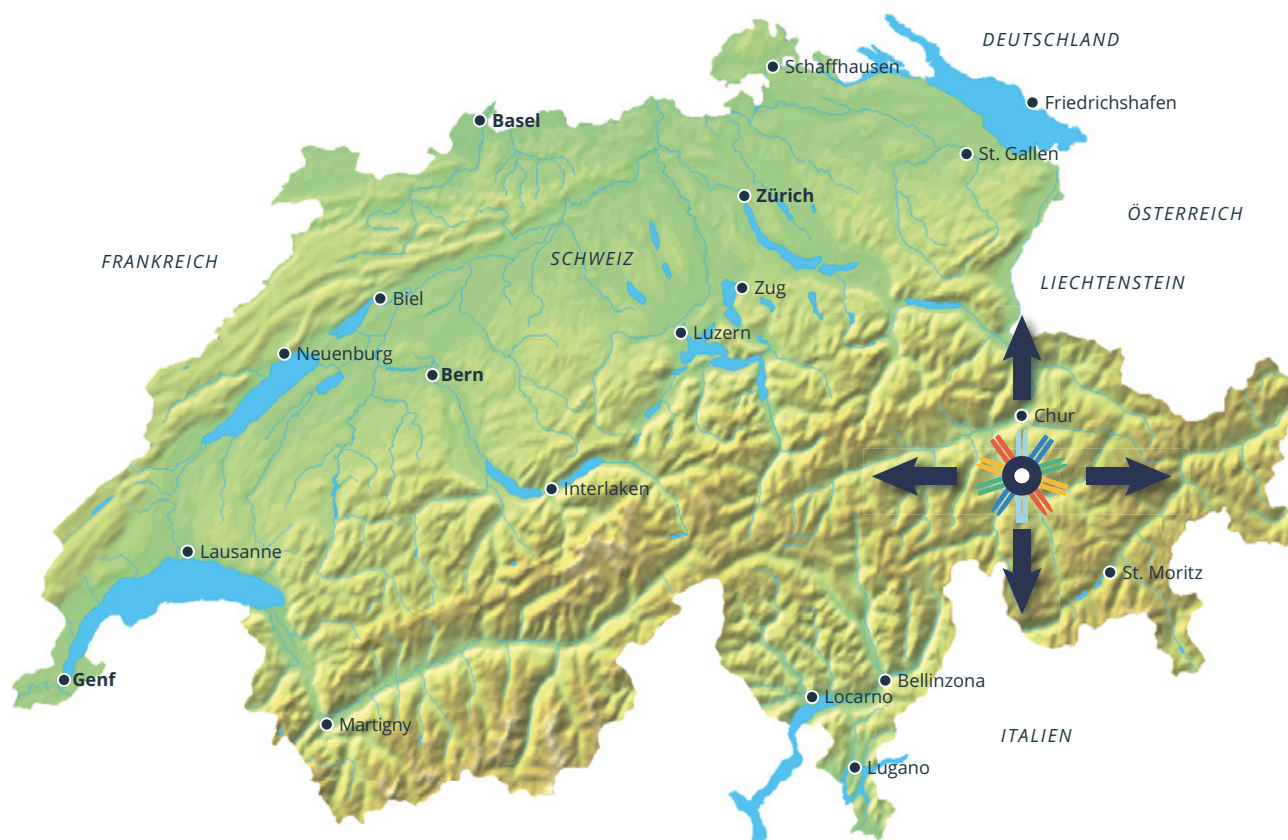 DEUTSCHLAND
Schaffhausen
Friedrichshafen
Basel
St. Gallen
Zürich
ÖSTERREICH
FRANKREICH
SCHWEIZ
LIECHTENSTEIN
Zug
Biel
Luzern
Neuenburg
Bern
Chur
Interlaken
Lausanne
St. Moritz
Genf
Bellinzona
Locarno
Martigny
ITALIEN
Lugano